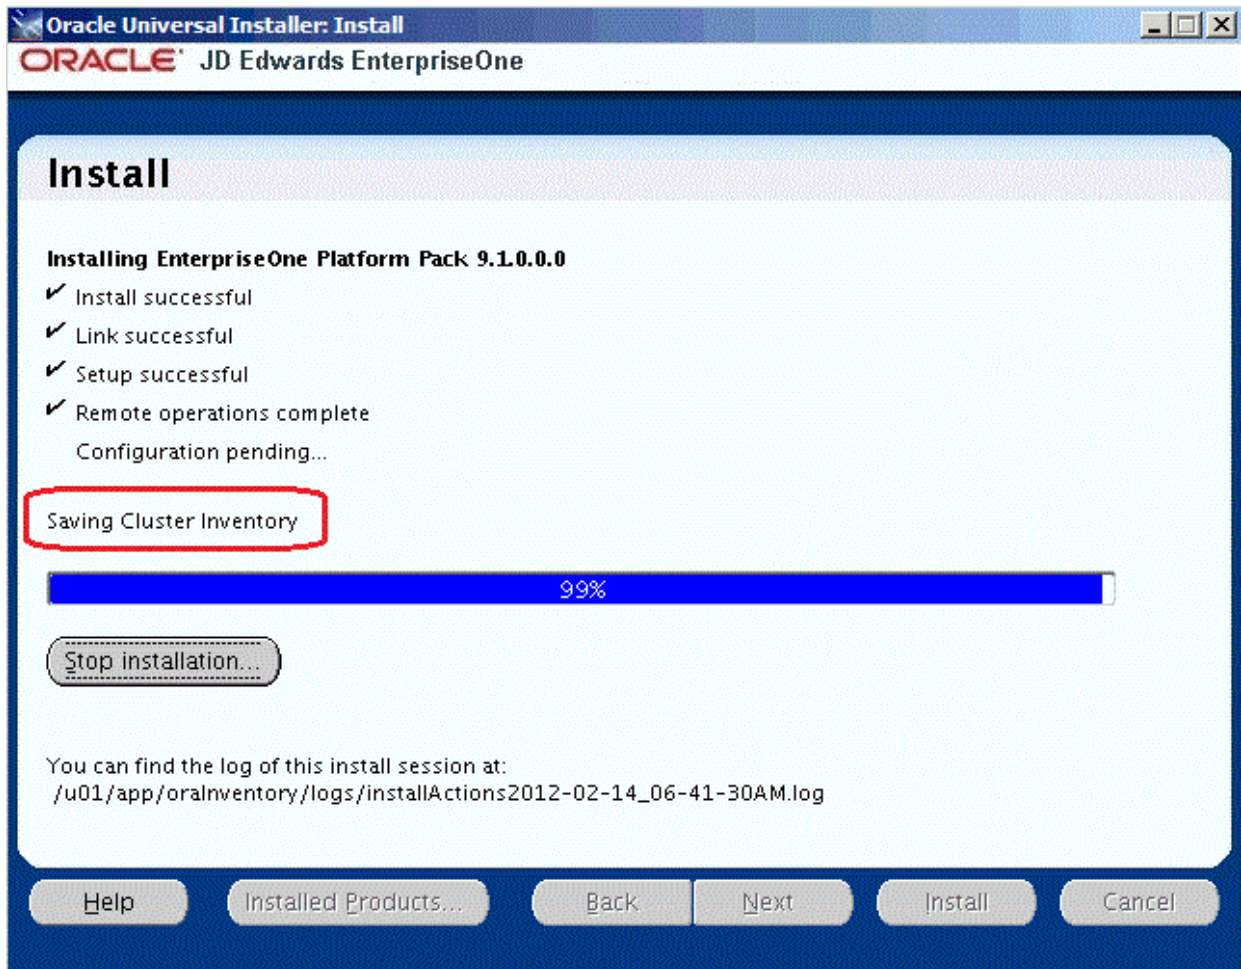 Oracle Universal Installer: Install
ORACLE JD Edwards EnterpriseOne
Install
Installing EnterpriseOne Platform Pack 9.1.0.0.0
✔ Install successful
✔ Link successful
✔ Setup successful
✔ Remote operations complete
Configuration pending...
Saving Cluster Inventory
99%
Stop installation...
You can find the log of this install session at:
/u01/app/oraInventory/logs/installActions2012-02-14_06-41-30AM.log
Help Installed Products... Back Next Install Cancel